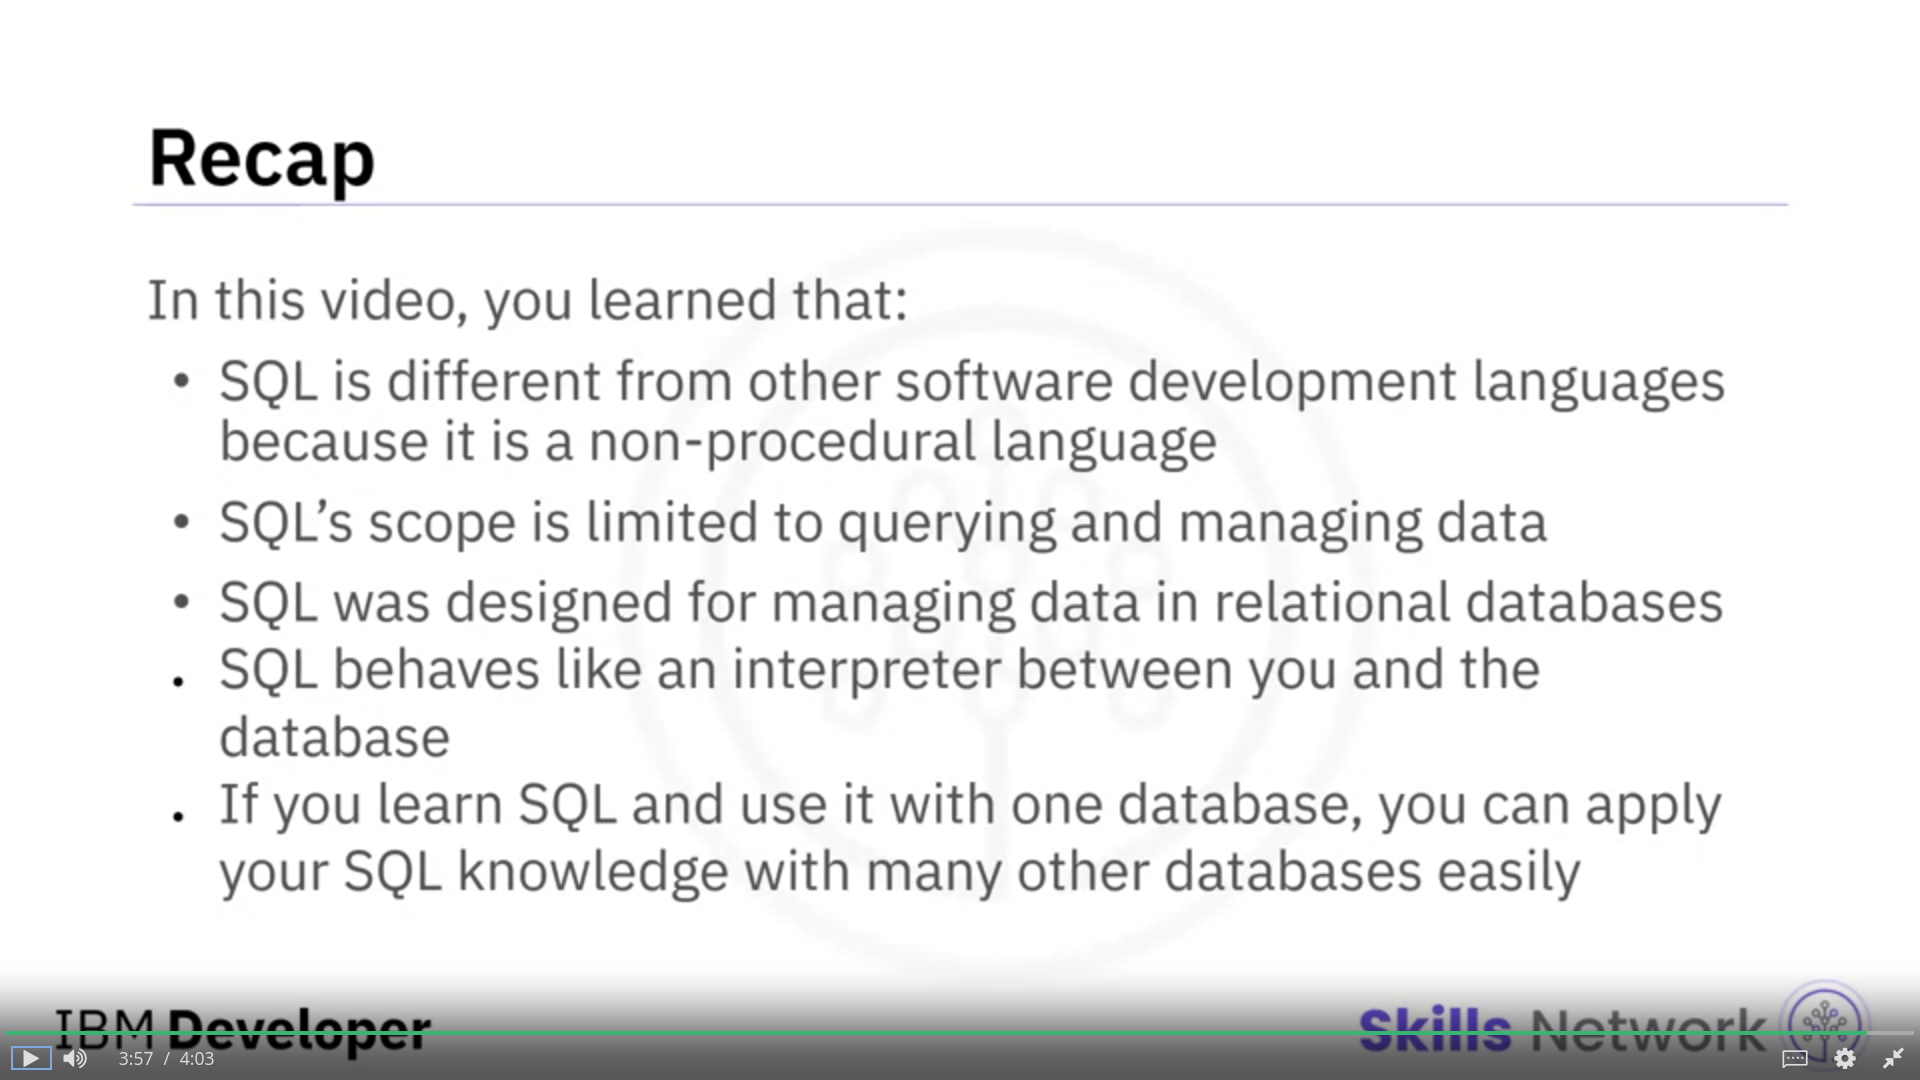 Recap
In this video, you learned that:
• SQL is different from other software development languages
because it is a non-procedural language
• SQL’s scope is limited to querying and managing data
• SQL was designed for managing data in relational databases
• SQL behaves like an interpreter between you and the
database
• If you learn SQL and use it with one database, you can apply
your SQL knowledge with many other databases easily
IBM Developer
Skills Network
3:57 / 4:03